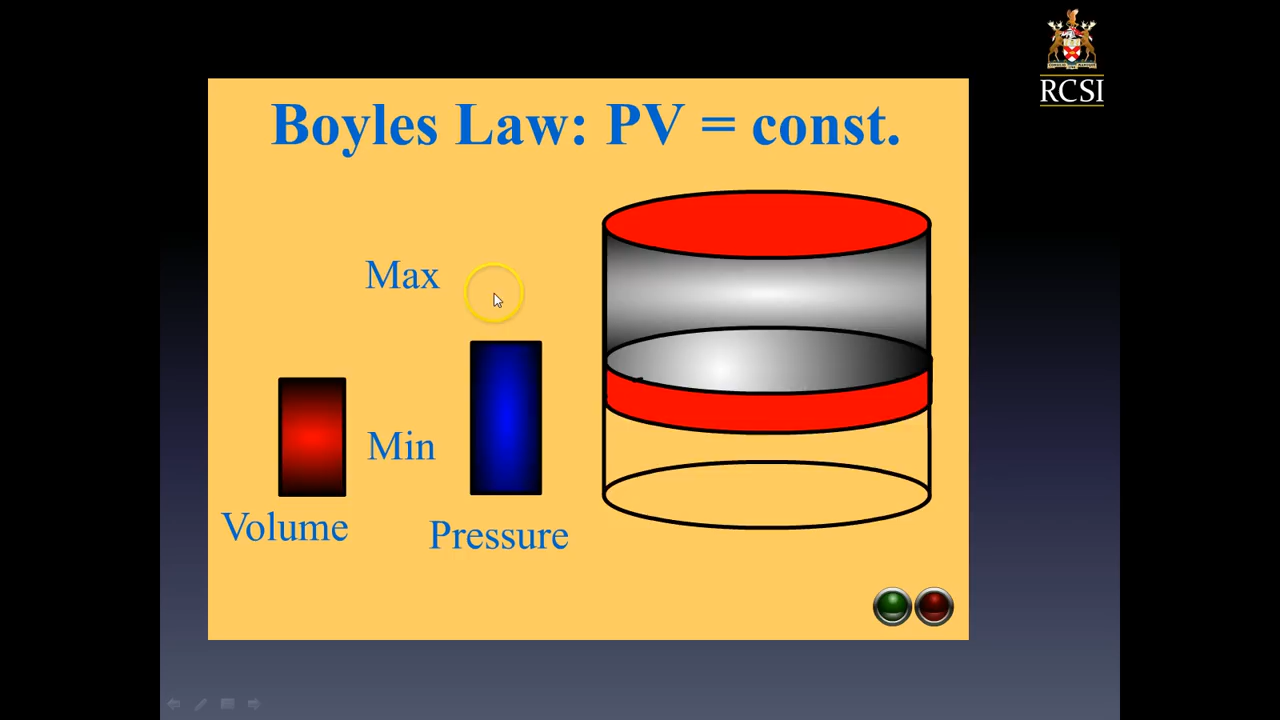 RCSI
Boyles Law: PV = const.
Max
Min
Volume
Pressure